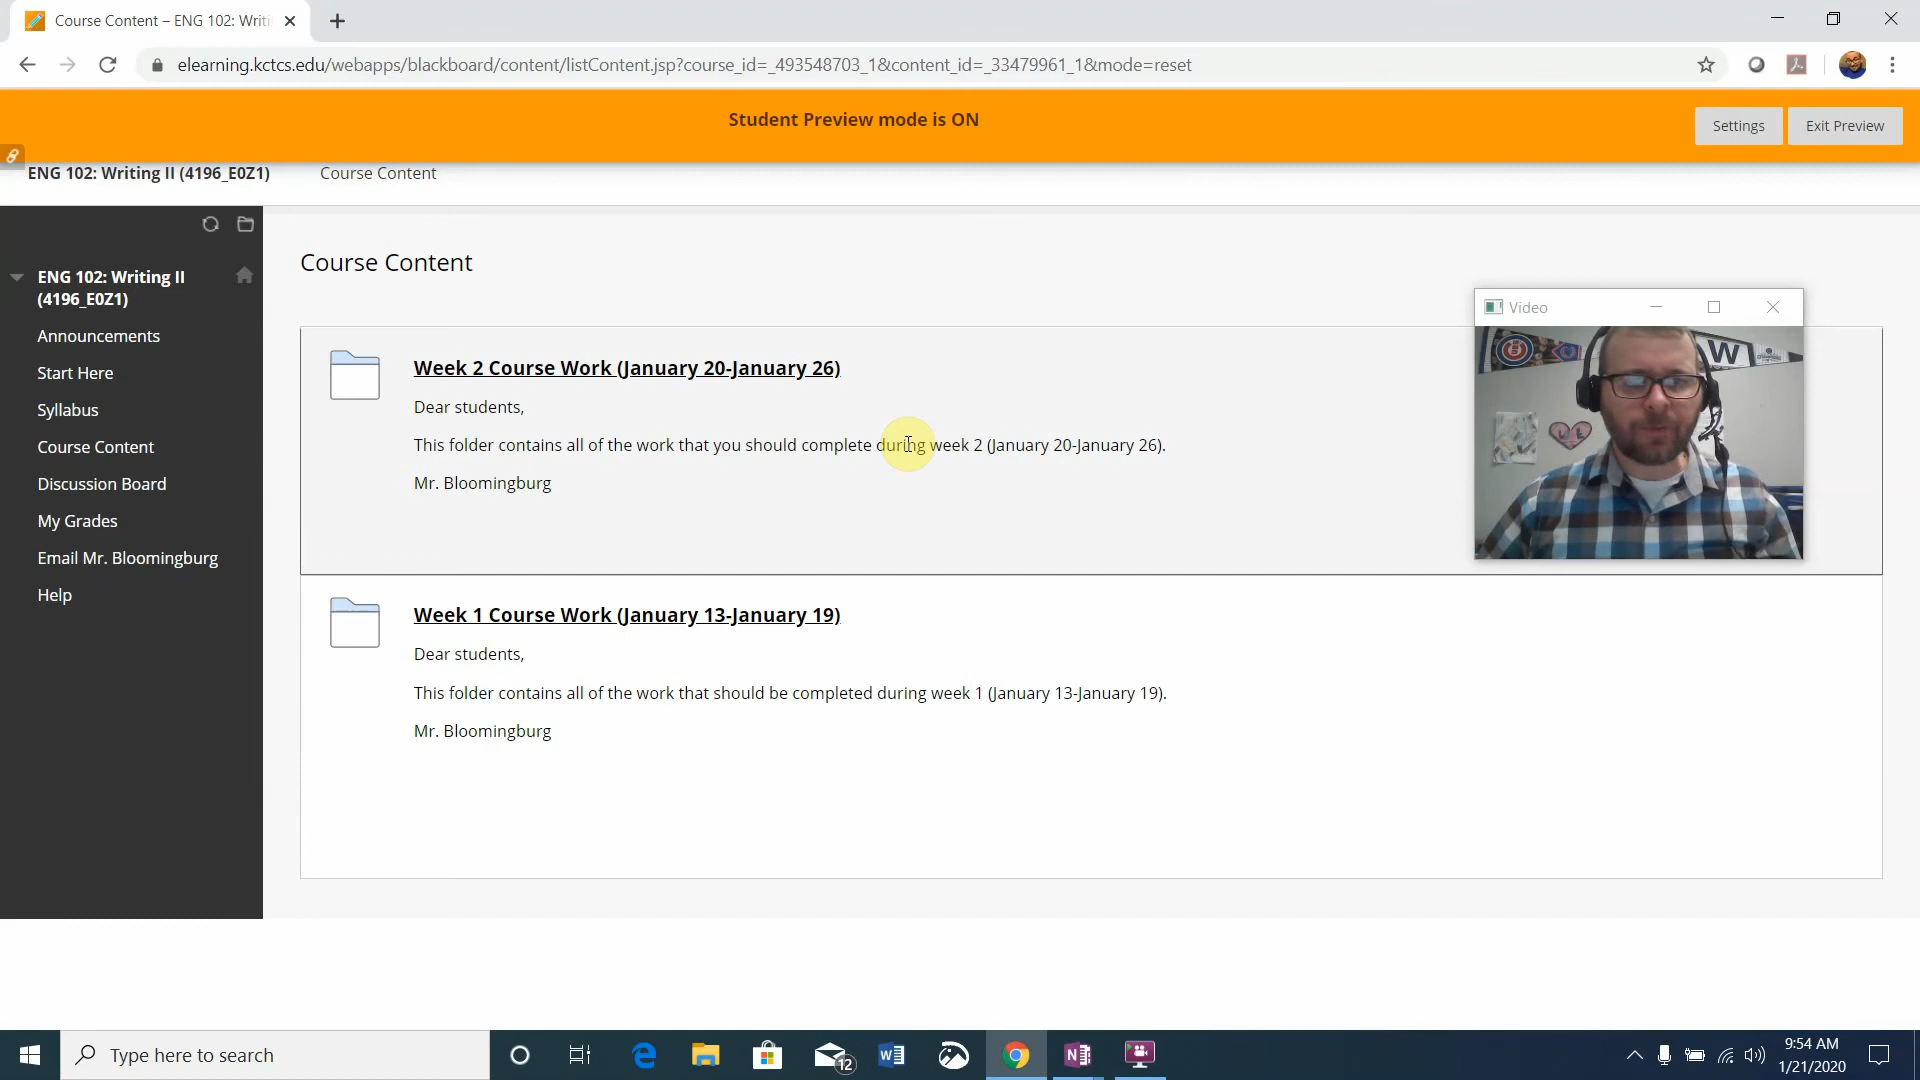 Course Content – ENG 102: Writi
elearning.kctcs.edu/webapps/blackboard/content/listContent.jsp?course_id=_493548703_1&content_id=_33479961_1&mode=reset
Student Preview mode is ON
Settings
Exit Preview
ENG 102: Writing II (4196_E0Z1)
Course Content
ENG 102: Writing II
(4196_E0Z1)
Announcements
Start Here
Syllabus
Course Content
Discussion Board
My Grades
Email Mr. Bloomingburg
Help
Course Content
Week 2 Course Work (January 20-January 26)
Dear students,
This folder contains all of the work that you should complete during week 2 (January 20-January 26).
Mr. Bloomingburg
Week 1 Course Work (January 13-January 19)
Dear students,
This folder contains all of the work that should be completed during week 1 (January 13-January 19).
Mr. Bloomingburg
Video
W
Type here to search
12
9:54 AM
1/21/2020